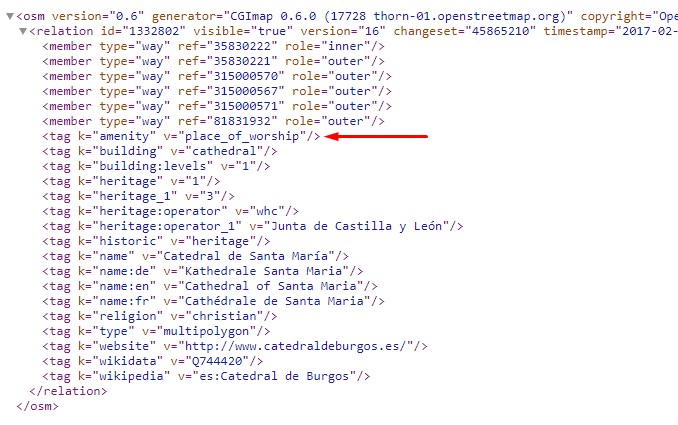 <osm version="0.6" generator="CGImap 0.6.0 (17728 thorn-01.openstreetmap.org)" copyright="Ope
<relation id="1332802" visible="true" version="16" changeset="45865210" timestamp="2017-02-
<member type="way" ref="35830222" role="inner"/>
<member type="way" ref="35830221" role="outer"/>
<member type="way" ref="315000570" role="outer"/>
<member type="way" ref="315000567" role="outer"/>
<member type="way" ref="315000571" role="outer"/>
<member type="way" ref="81831932" role="outer"/>
<tag k="amenity" v="place_of_worship"/>
<tag k="building" v="cathedral"/>
<tag k="building:levels" v="1"/>
<tag k="heritage" v="1"/>
<tag k="heritage_1" v="3"/>
<tag k="heritage:operator" v="whc"/>
<tag k="heritage:operator_1" v="Junta de Castilla y León"/>
<tag k="historic" v="heritage"/>
<tag k="name" v="Catedral de Santa María"/>
<tag k="name:de" v="Kathedrale Santa Maria"/>
<tag k="name:en" v="Cathedral of Santa Maria"/>
<tag k="name:fr" v="Cathédrale de Santa Maria"/>
<tag k="religion" v="christian"/>
<tag k="type" v="multipolygon"/>
<tag k="website" v="http://www.catedraldeburgos.es/"/>
<tag k="wikidata" v="Q744420"/>
<tag k="wikipedia" v="es:Catedral de Burgos"/>
</relation>
</osm>